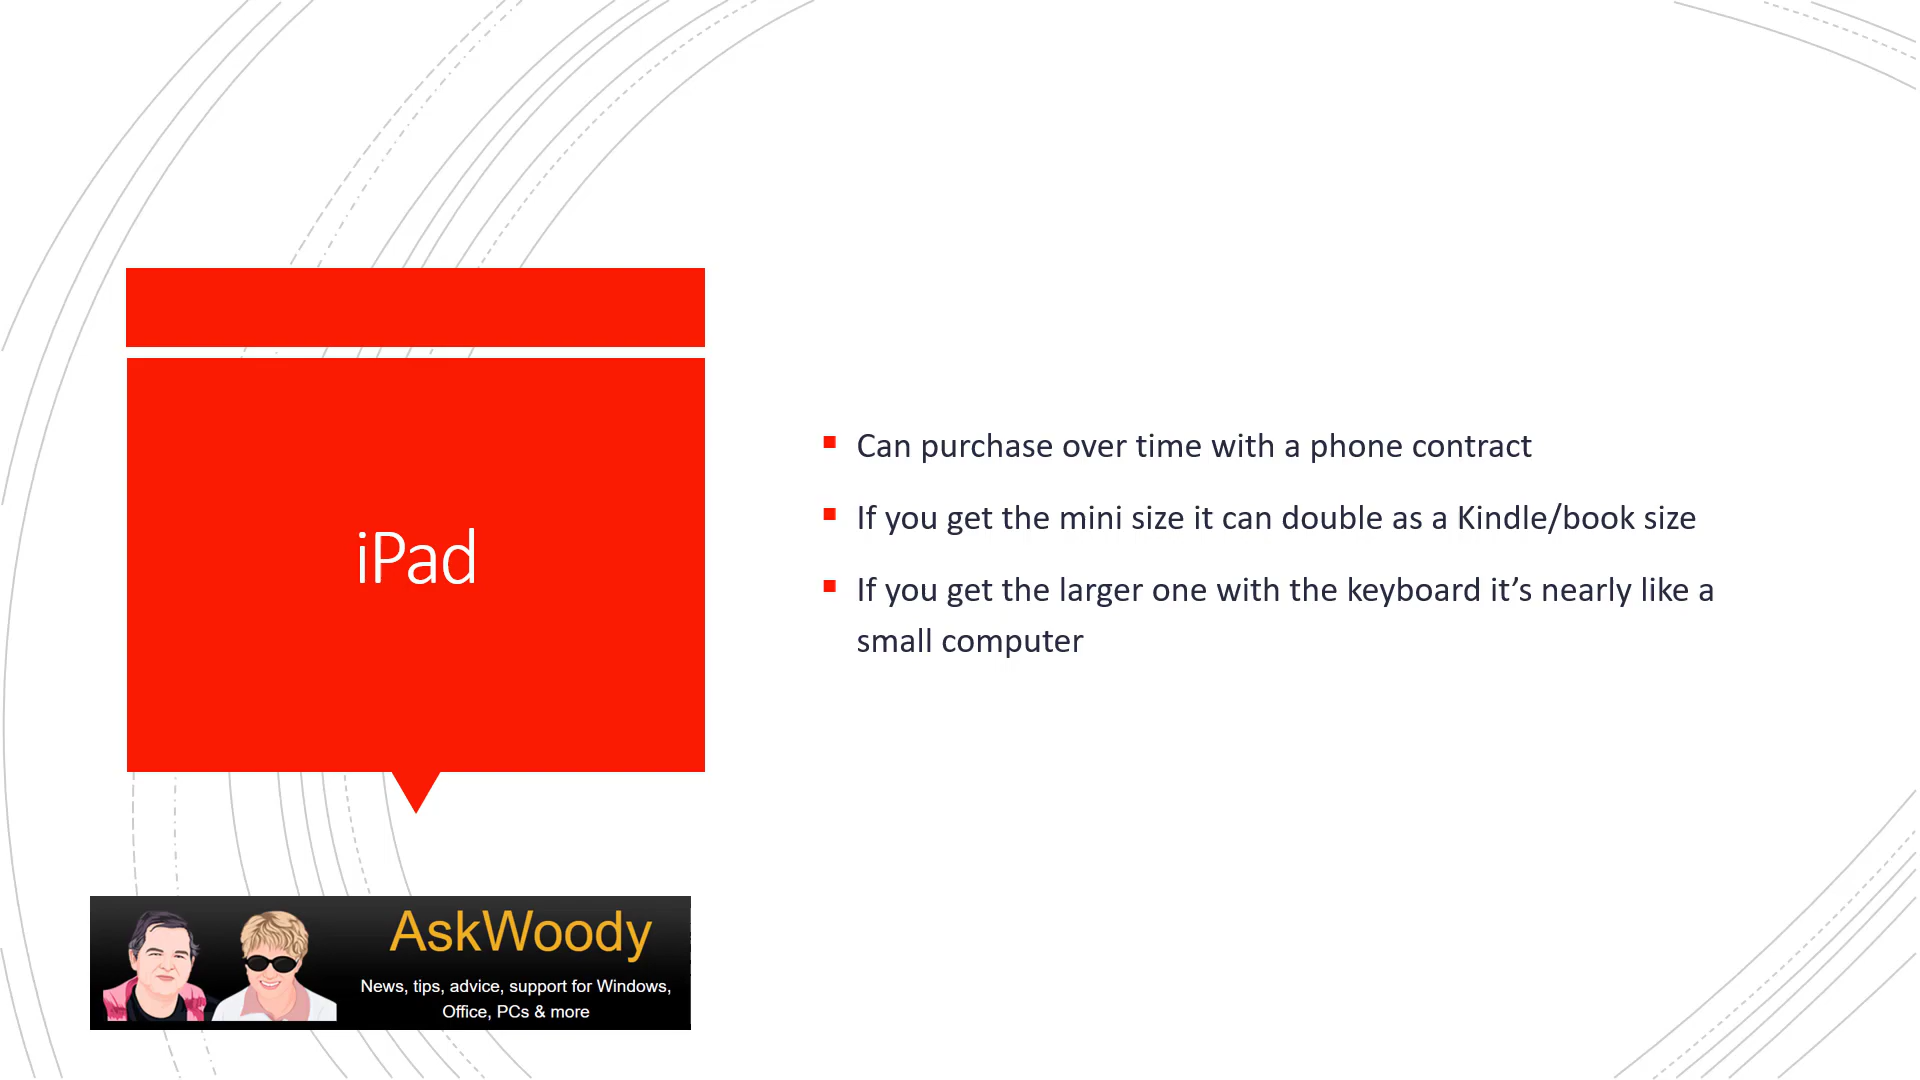 iPad
▪ Can purchase over time with a phone contract
▪ If you get the mini size it can double as a Kindle/book size
▪ If you get the larger one with the keyboard it’s nearly like a
small computer
AskWoody
News, tips, advice, support for Windows,
Office, PCs & more